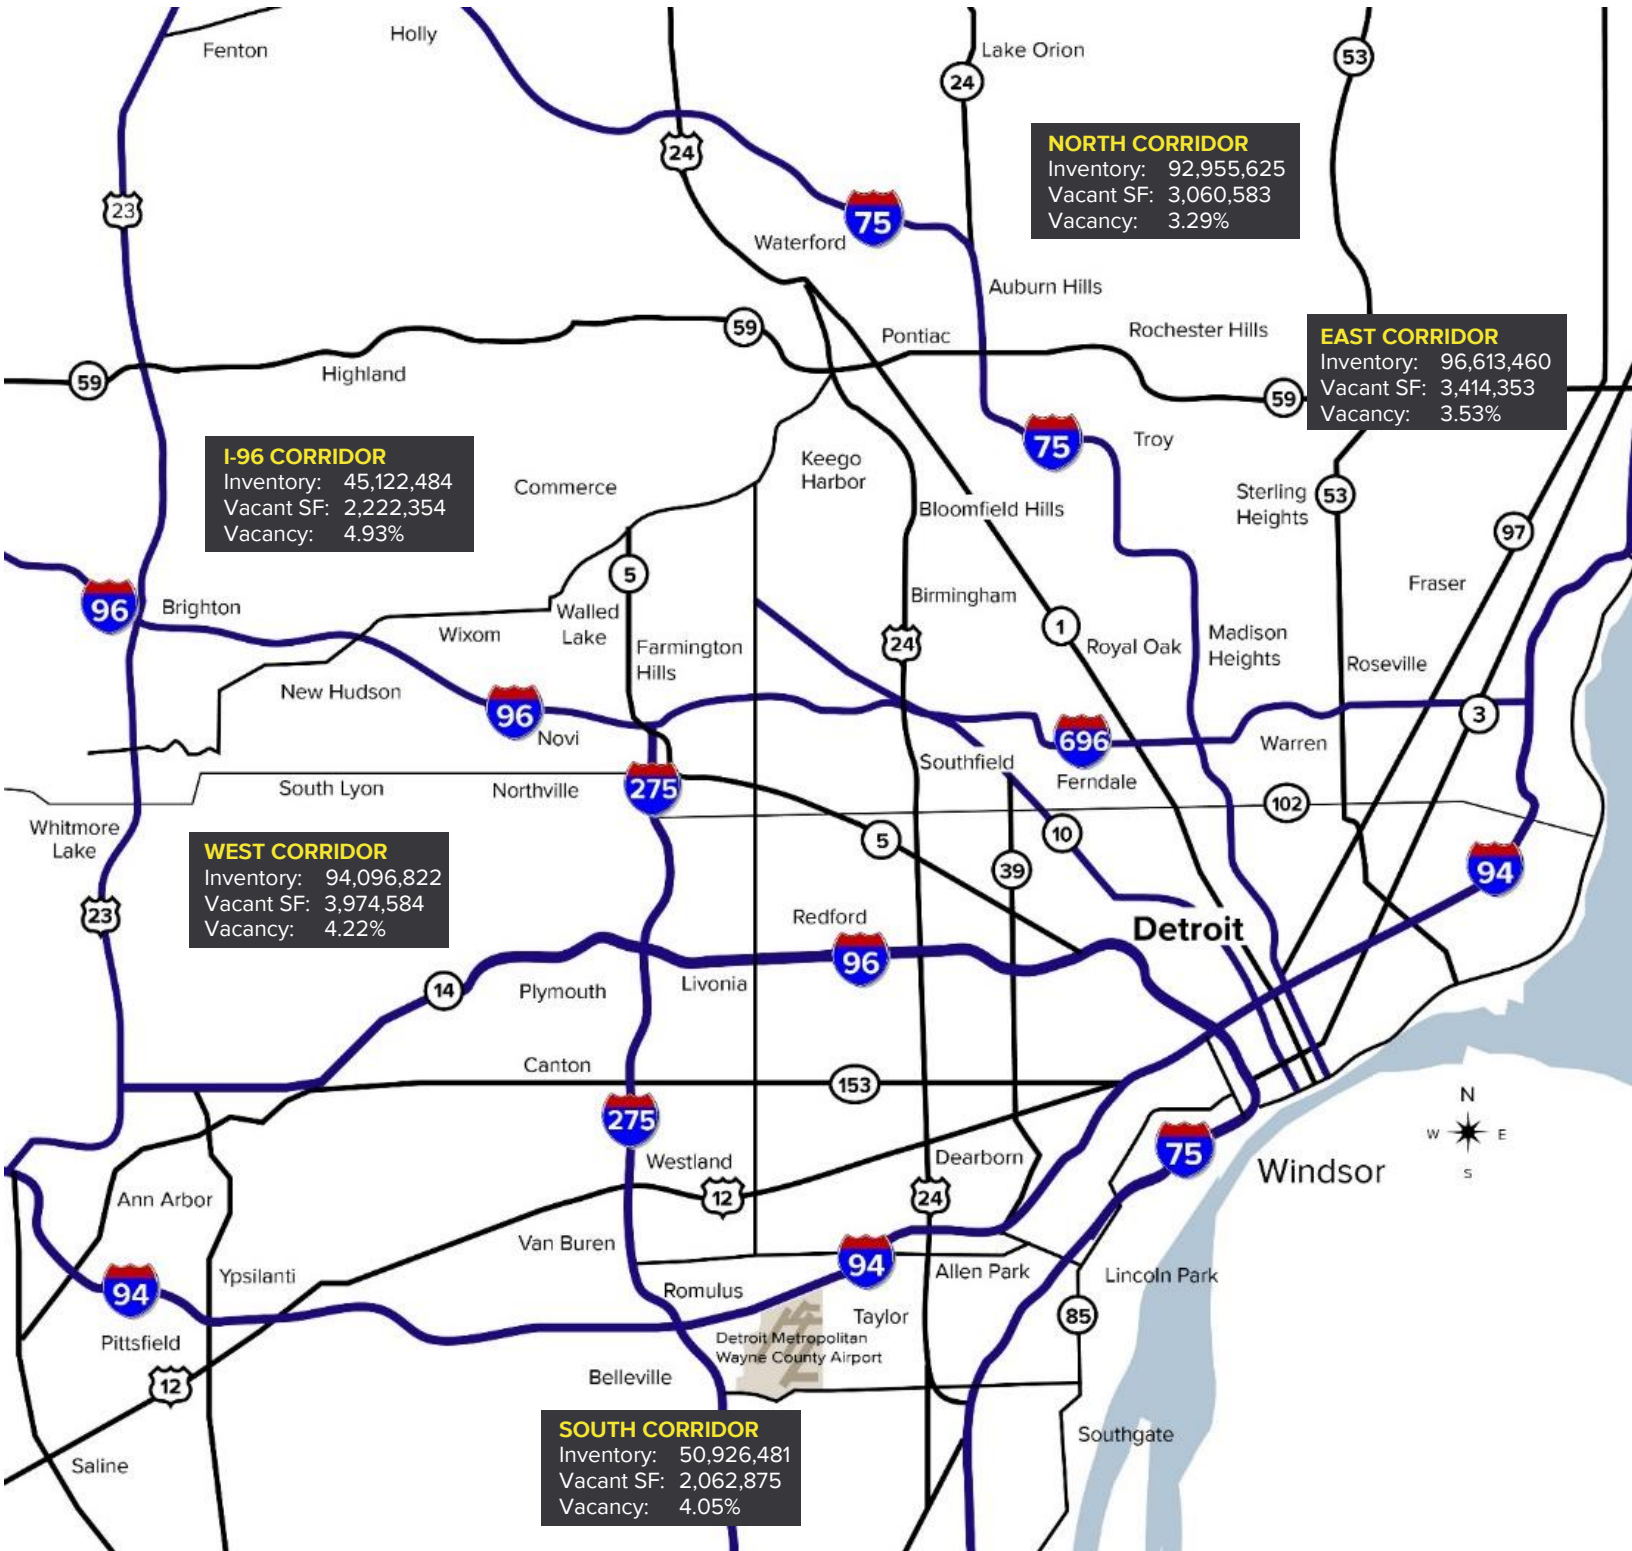 Holly
Fenton
Lake Orion
24
53
24
23
75
NORTH CORRIDOR
Inventory: 92,955,625
Vacant SF: 3,060,583
Vacancy: 3.29%
Waterford
Auburn Hills
59
Pontiac
Rochester Hills
59
Highland
59
EAST CORRIDOR
Inventory: 96,613,460
Vacant SF: 3,414,353
Vacancy: 3.53%
75
Troy
I-96 CORRIDOR
Inventory: 45,122,484
Vacant SF: 2,222,354
Vacancy: 4.93%
Commerce
Keego
Harbor
Bloomfield Hills
Sterling
Heights
53
97
5
Fraser
96
Brighton
Wixom
Walled
Lake
Birmingham
Farmington
Hills
24
1
Royal Oak
Madison
Heights
Roseville
New Hudson
96
Novi
696
Warren
3
Southfield
Ferndale
South Lyon
Northville
275
102
Whitmore
Lake
5
10
39
94
WEST CORRIDOR
Inventory: 94,096,822
Vacant SF: 3,974,584
Vacancy: 4.22%
23
Redford
Detroit
96
14
Plymouth
Livonia
Canton
153
275
Westland
Dearborn
75
N
W
E
S
Windsor
Ann Arbor
12
24
Van Buren
94
Allen Park
Lincoln Park
Ypsilanti
94
Romulus
Taylor
85
Pittsfield
Detroit Metropolitan
Wayne County Airport
12
Belleville
SOUTH CORRIDOR
Inventory: 50,926,481
Vacant SF: 2,062,875
Vacancy: 4.05%
Southgate
Saline